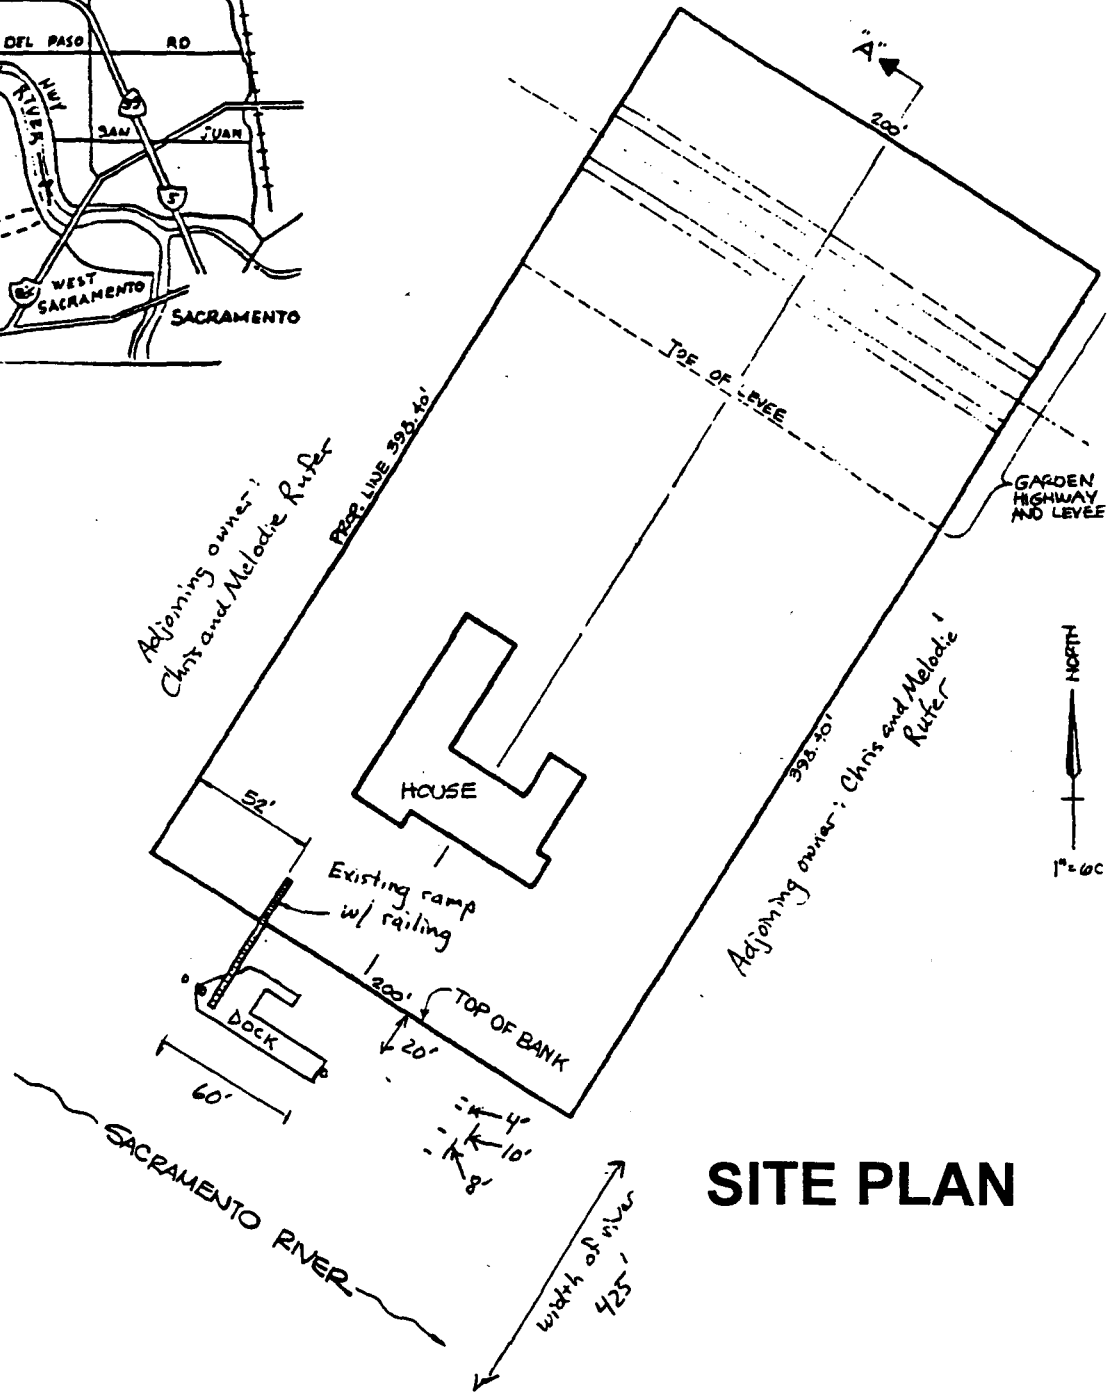 DEL PASO RD
HWY
RIVER
SAN JUAN
5
WEST
SACRAMENTO
SACRAMENTO
"A"
200'
TOE OF LEVEE
GARDEN
HIGHWAY
AND LEVEE
PROP. LINE 398.40'
Adjoining owner:
Chris and Melodie Rufer
NORTH
398.40'
Adjoining owner: Chris and Melodie
Rufer
HOUSE
52'
Existing ramp
w/ railing
200'
TOP OF BANK
20'
DOCK
60'
4'
10'
8'
SACRAMENTO RIVER
width of river
425'
SITE PLAN